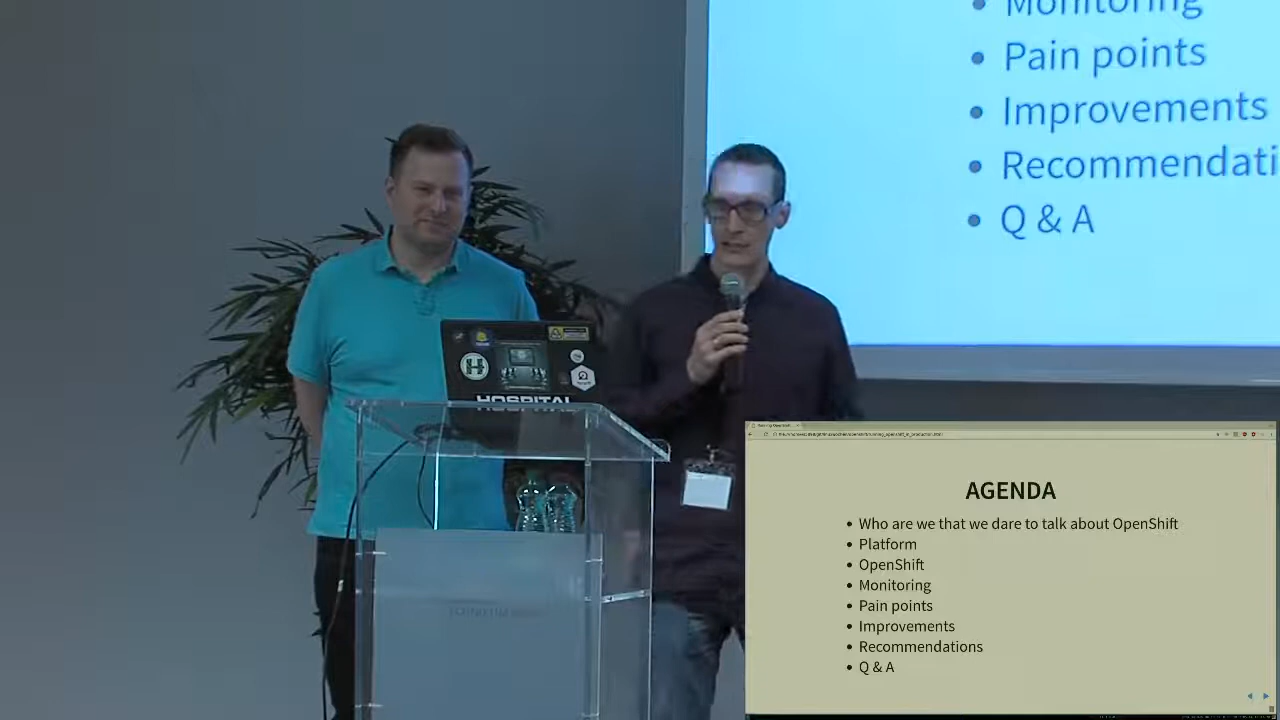 Monitoring
Pain points
Improvements
Recommendati
Q & A
HOSPITAL
AGENDA
Who are we that we dare to talk about OpenShift
Platform
OpenShift
Monitoring
Pain points
Improvements
Recommendations
Q & A